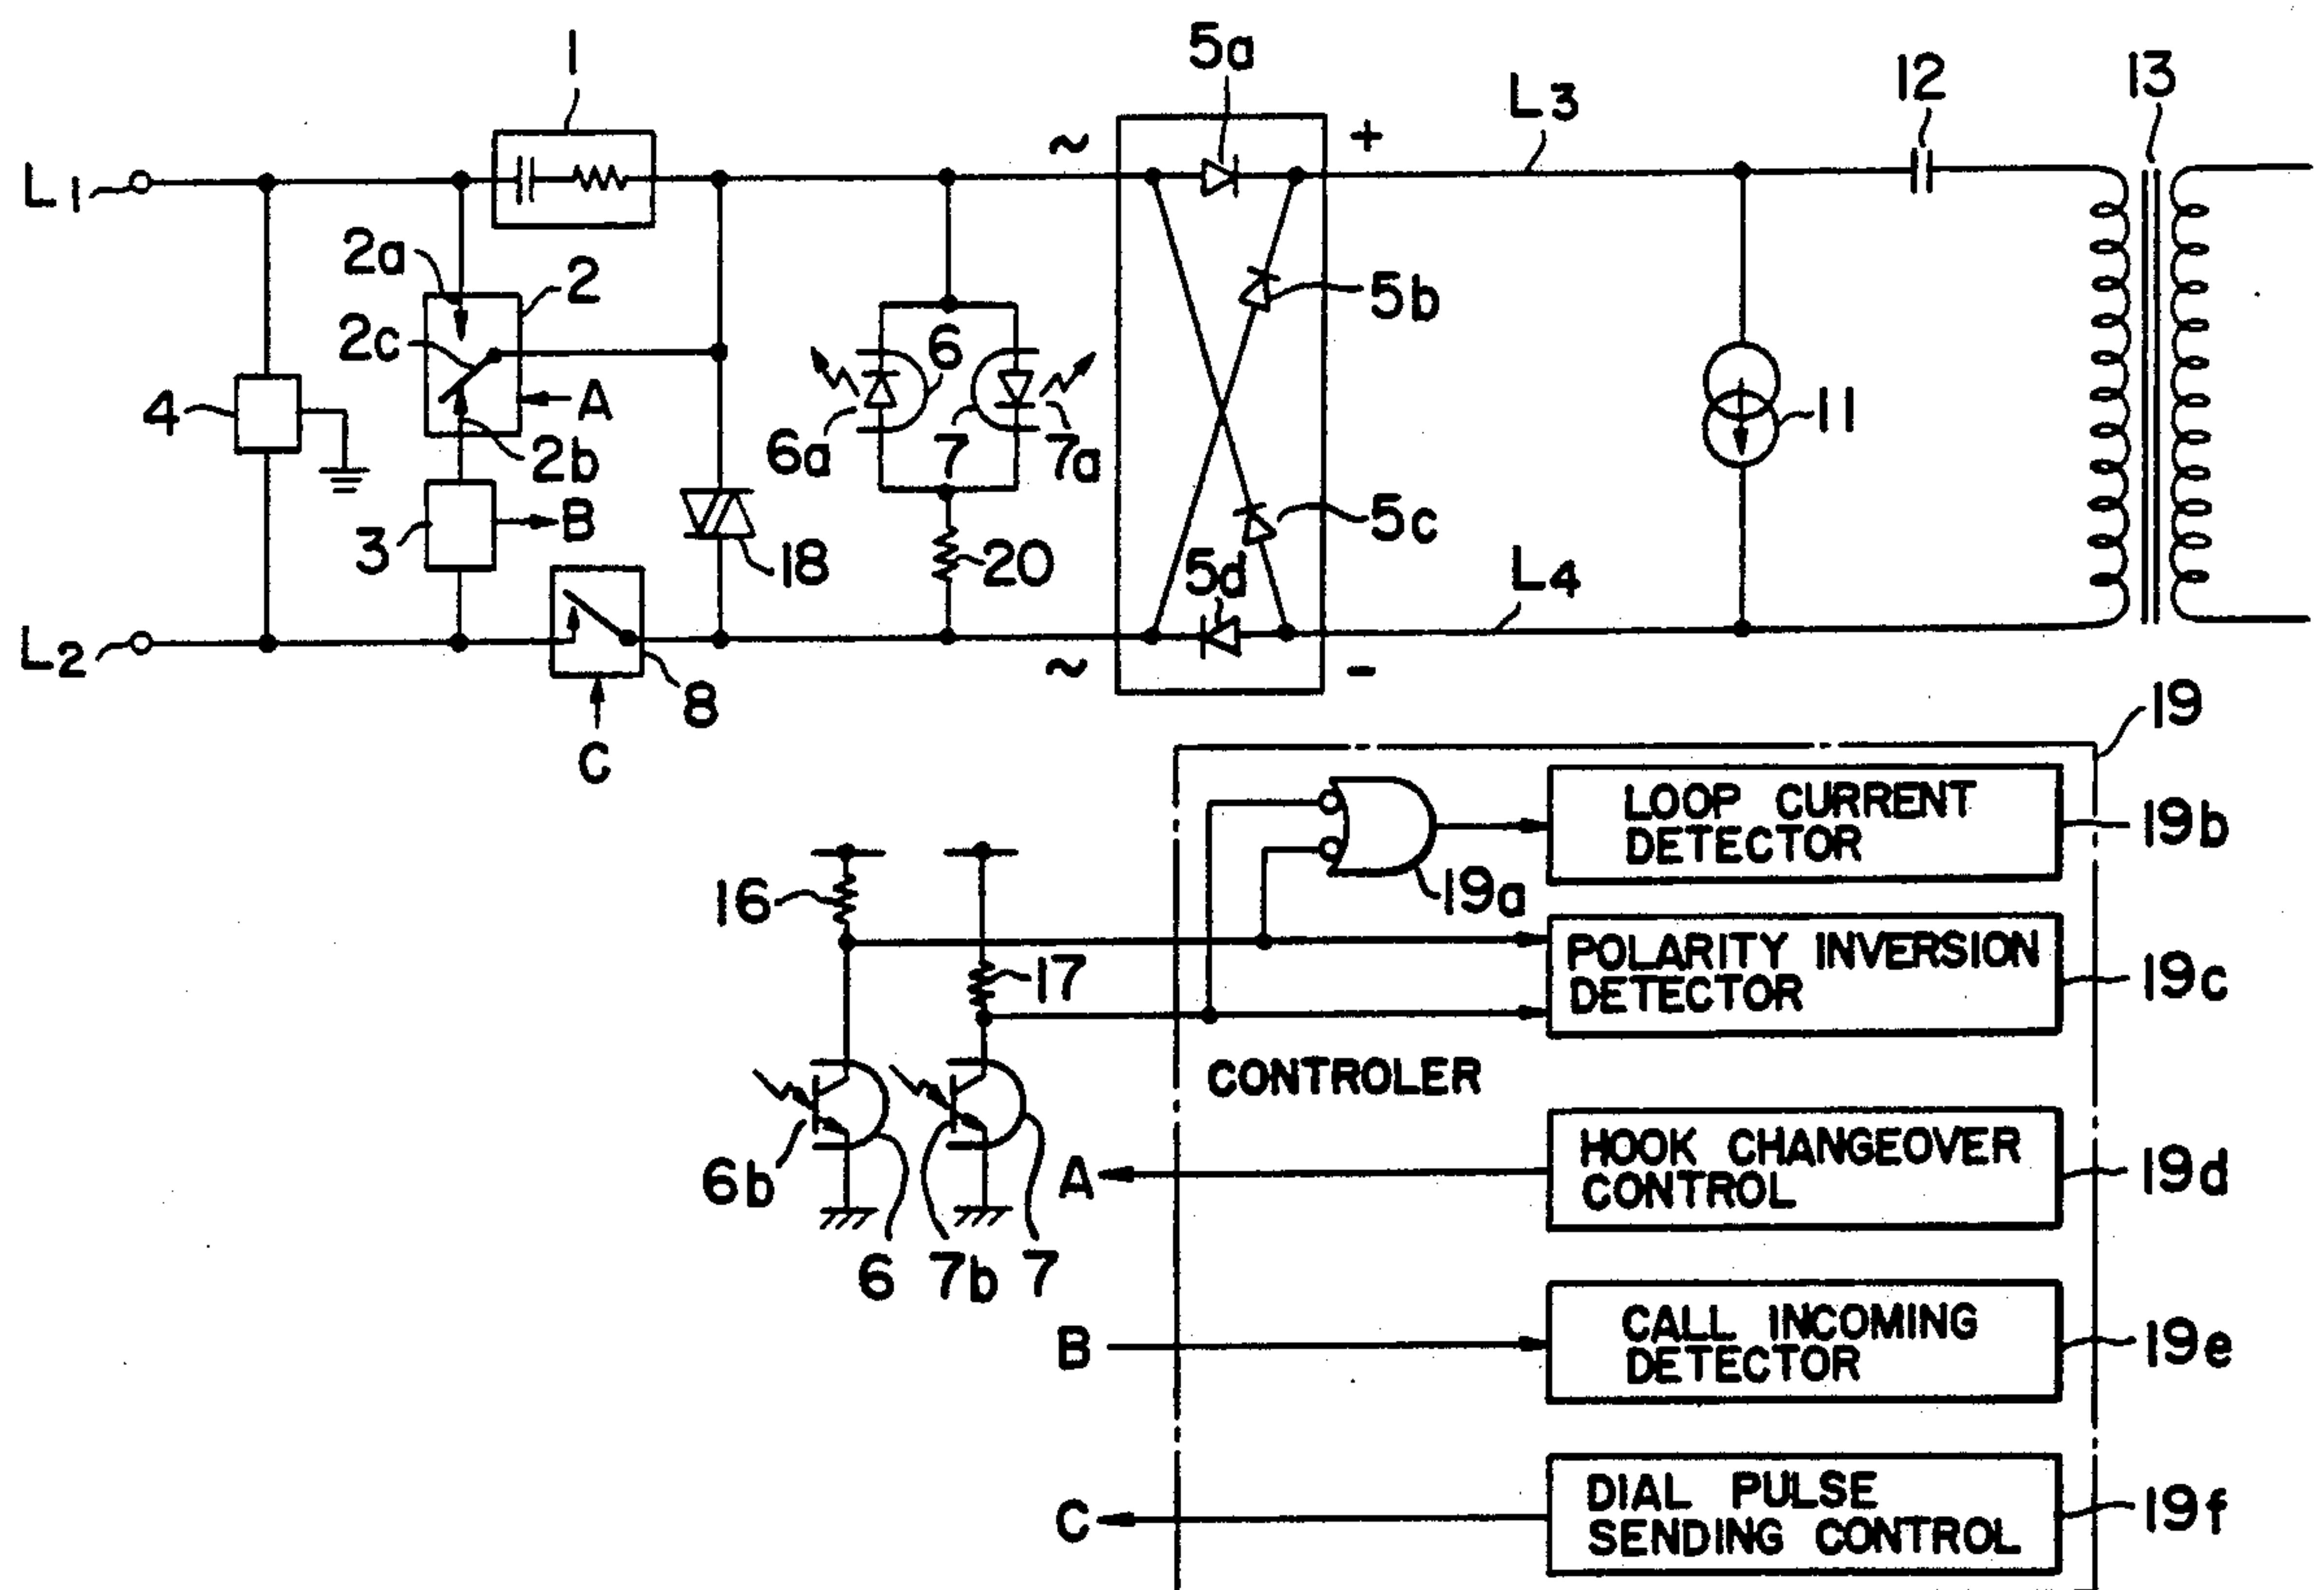 1
5a
L3
12
13
~
+
L1
2a
2
2c
6
5b
4
A
6a
7
7a
11
2b
3
B
18
20
5c
5d
L4
L2
8
~
-
C
19
LOOP CURRENT
DETECTOR
19b
16
19a
17
POLARITY INVERSION
DETECTOR
19c
CONTROLER
6b
A
HOOK CHANGEOVER
CONTROL
19d
6
7b
7
B
CALL INCOMING
DETECTOR
19e
C
DIAL PULSE
SENDING CONTROL
19f
6
7